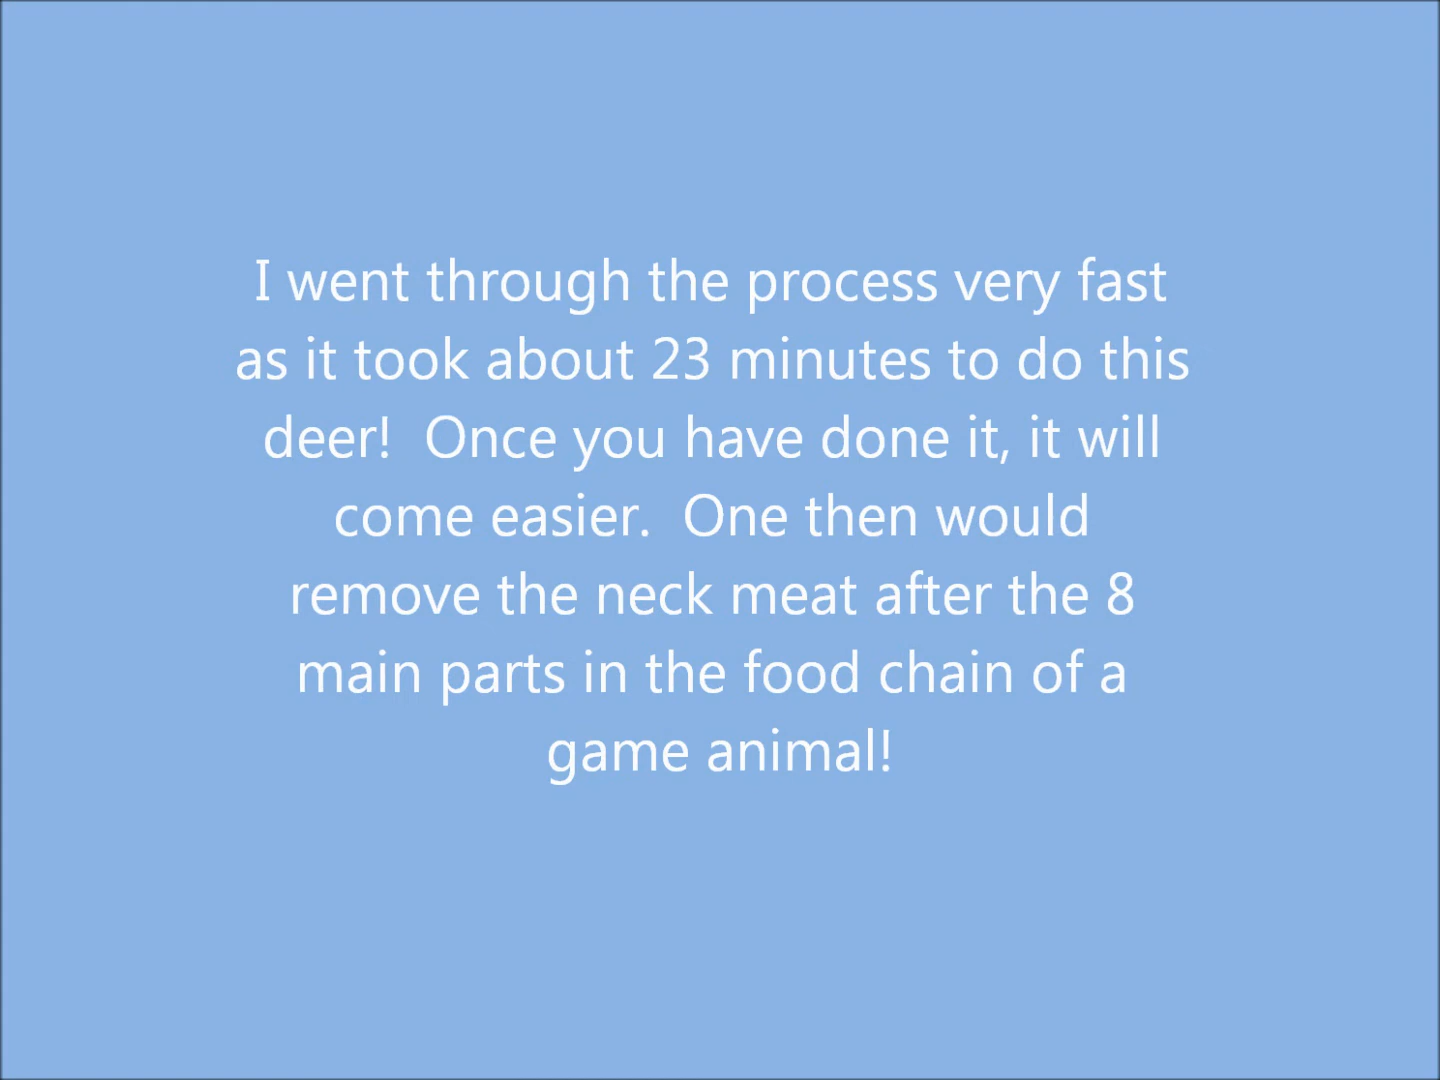 I went through the process very fast
as it took about 23 minutes to do this
deer!  Once you have done it, it will
come easier.  One then would
remove the neck meat after the 8
main parts in the food chain of a
game animal!